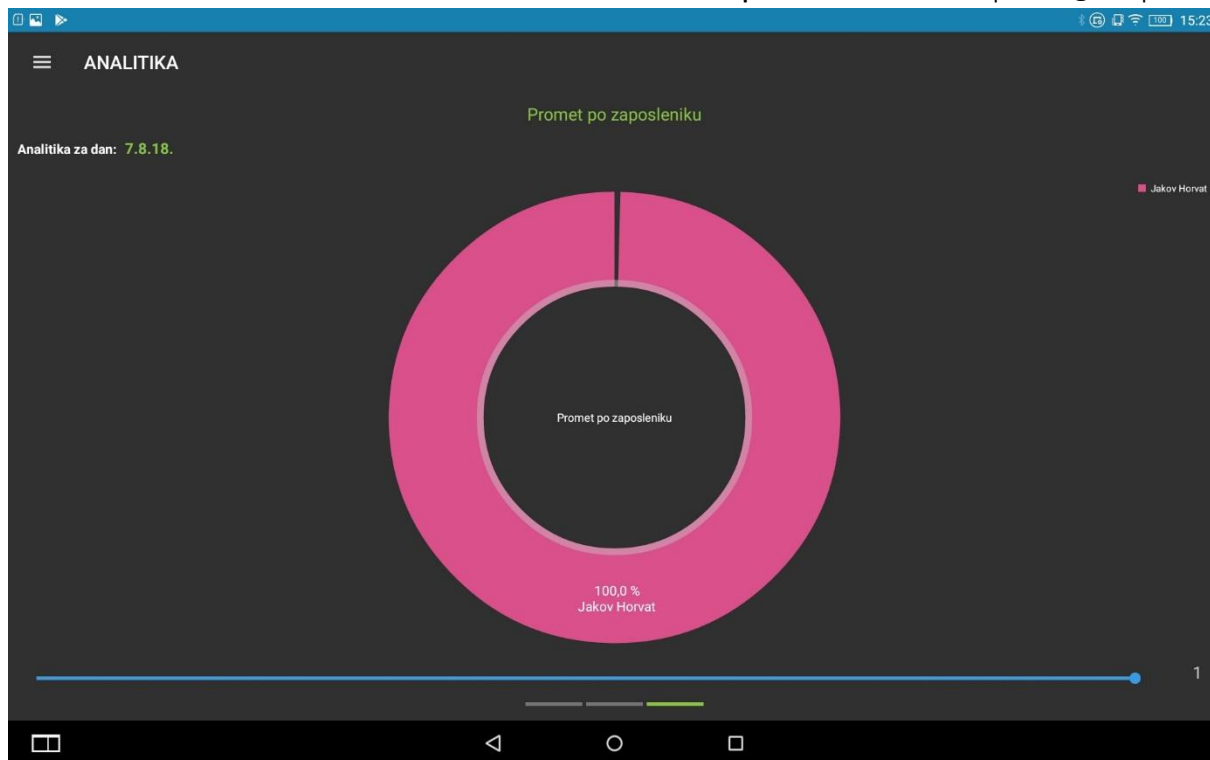 100 15:23
ANALITIKA
Promet po zaposleniku
Analitika za dan: 7.8.18.
Jakov Horvat
Promet po zaposleniku
100,0 %
Jakov Horvat
1